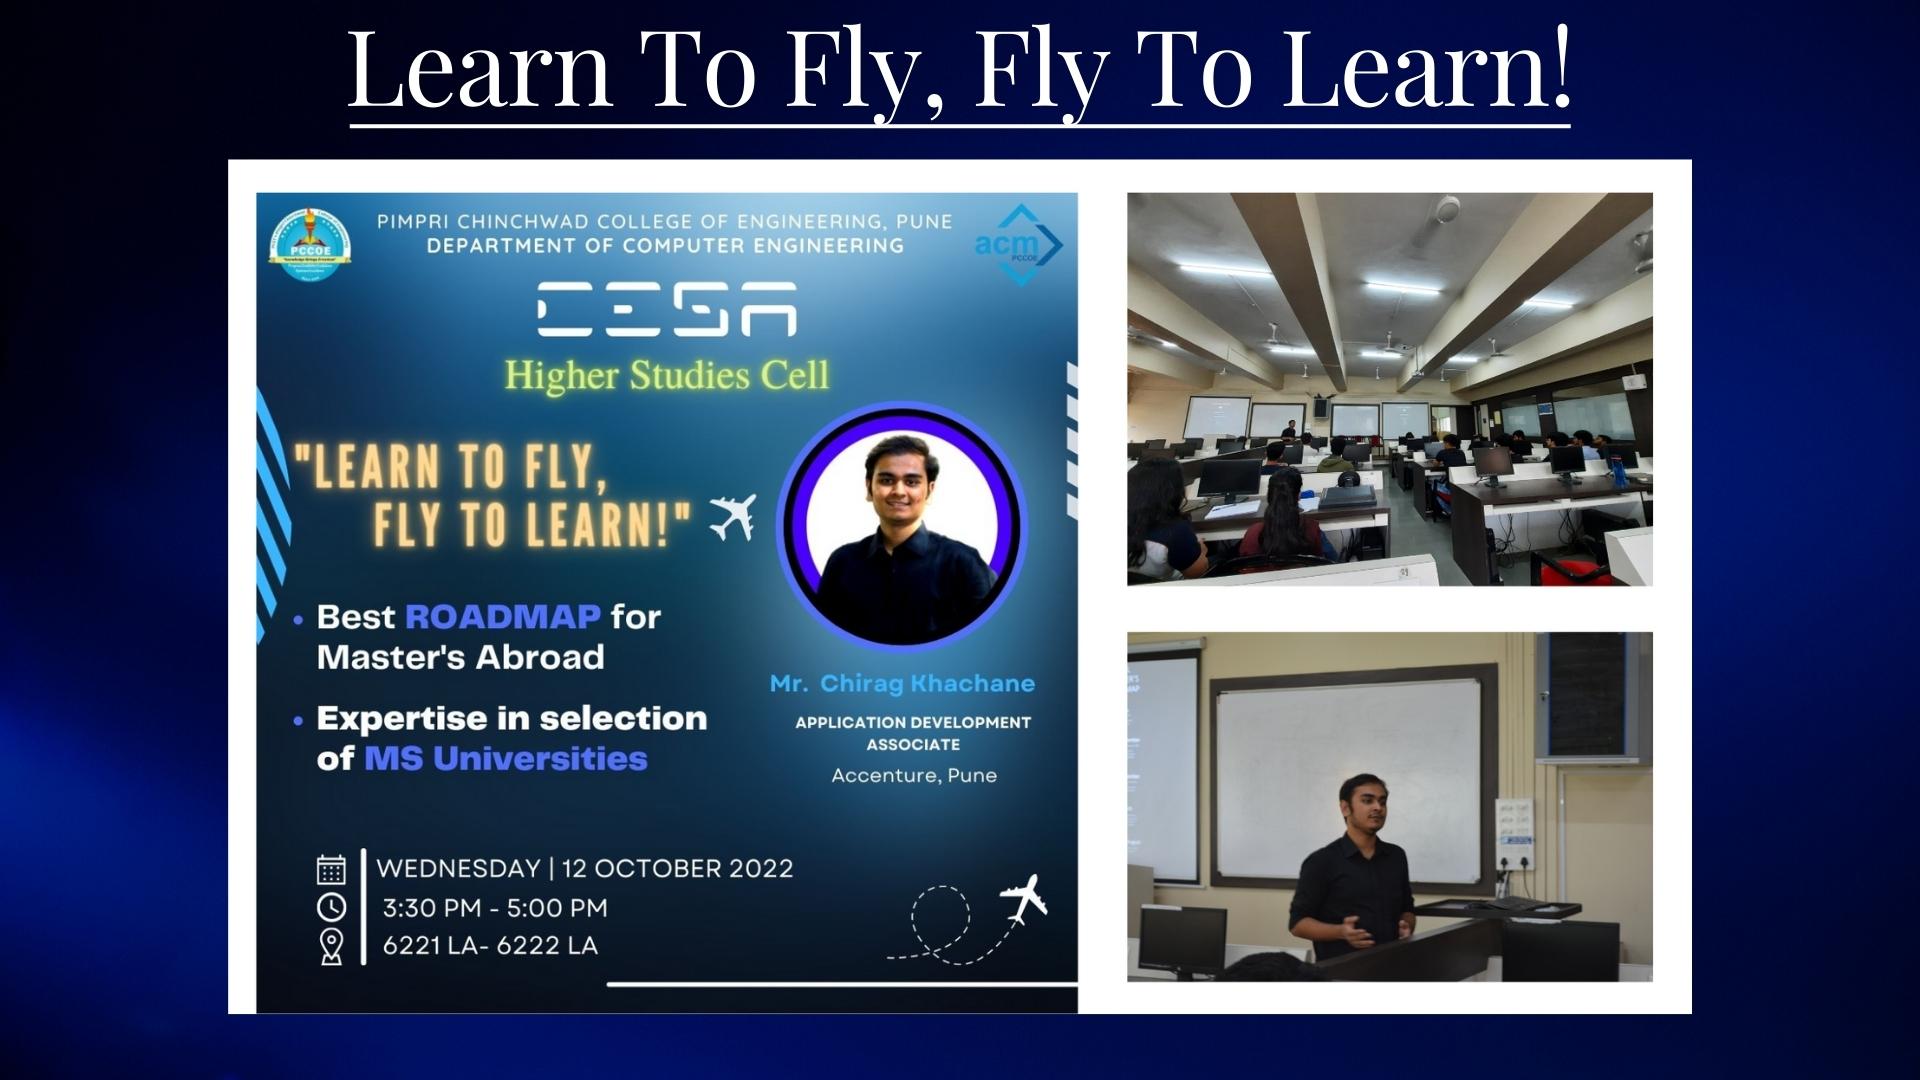 Learn To Fly, Fly To Learn!
PIMPRI CHINCHWAD COLLEGE OF ENGINEERING, PUNE
DEPARTMENT OF COMPUTER ENGINEERING
PCCOE
acm
PCCOE
CESA
Higher Studies Cell
"LEARN TO FLY,
FLY TO LEARN!"
• Best ROADMAP for
Master's Abroad
• Expertise in selection
of MS Universities
Mr. Chirag Khachane
APPLICATION DEVELOPMENT
ASSOCIATE
Accenture, Pune
WEDNESDAY | 12 OCTOBER 2022
3:30 PM - 5:00 PM
6221 LA- 6222 LA